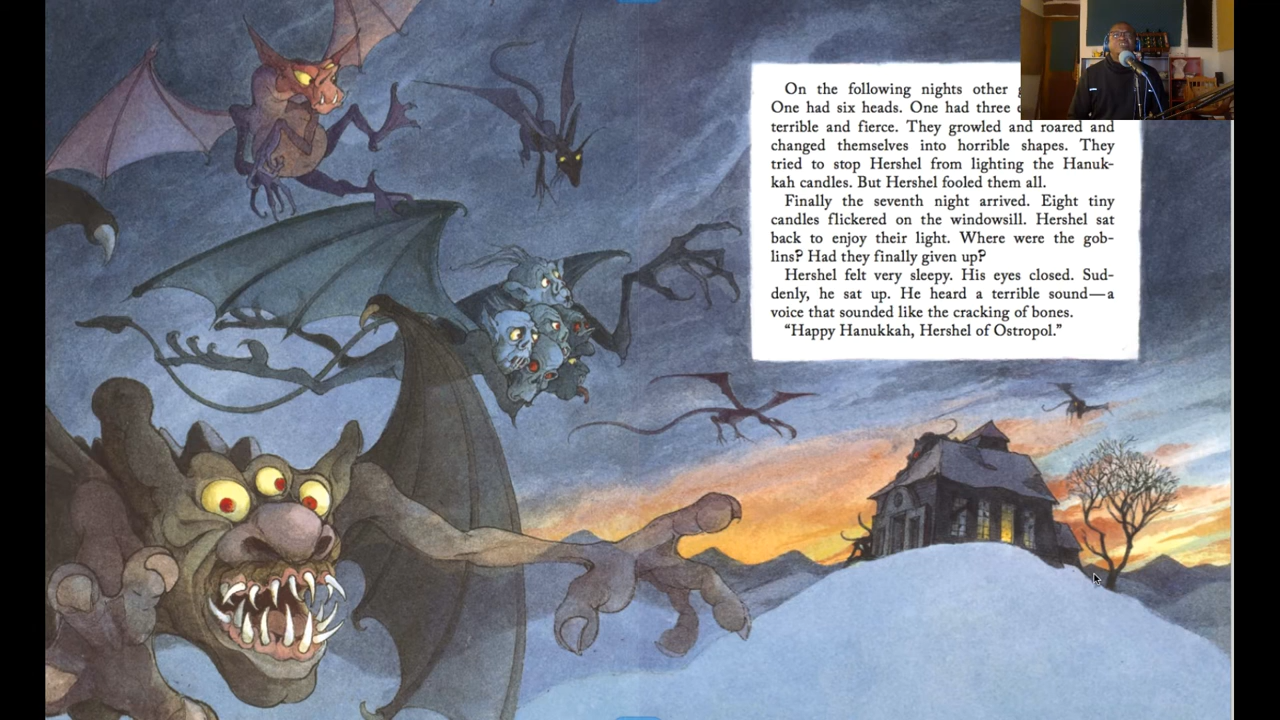 On the following nights other
One had six heads. One had three
terrible and fierce. They growled and roared and
changed themselves into horrible shapes. They
tried to stop Hershel from lighting the Hanuk-
kah candles. But Hershel fooled them all.
Finally the seventh night arrived. Eight tiny
candles flickered on the windowsill. Hershel sat
back to enjoy their light. Where were the gob-
lins? Had they finally given up?
Hershel felt very sleepy. His eyes closed. Sud-
denly, he sat up. He heard a terrible sound—a
voice that sounded like the cracking of bones.
“Happy Hanukkah, Hershel of Ostropol.”